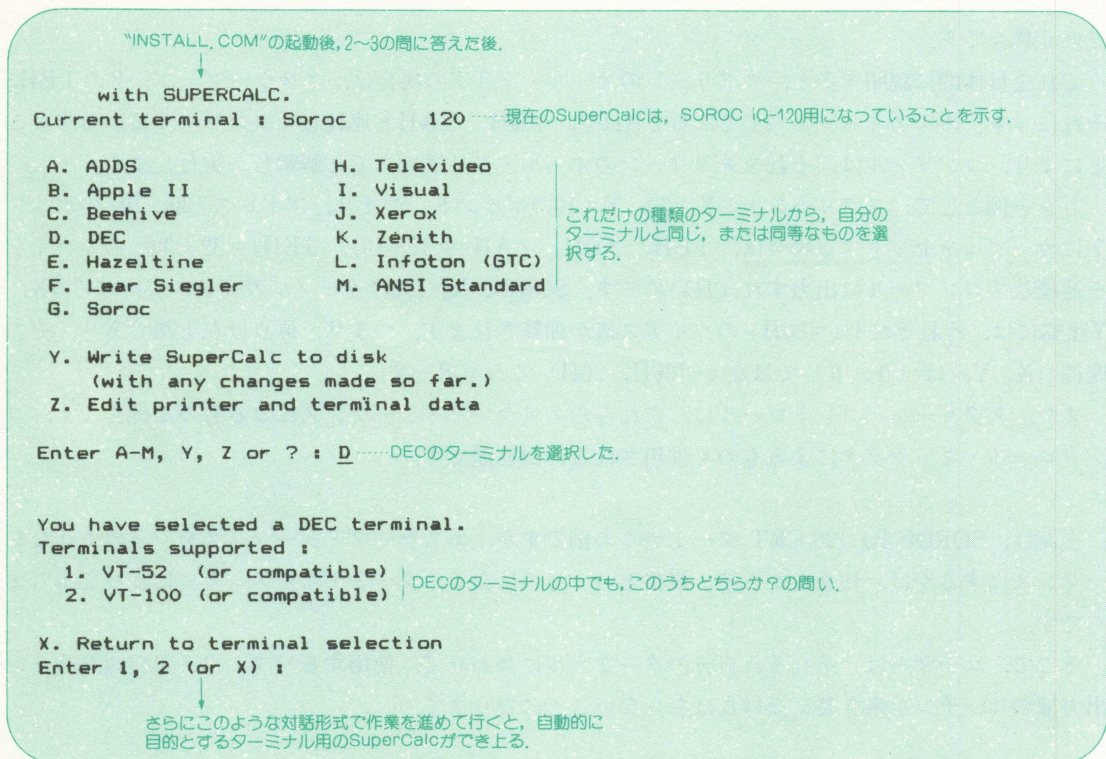 "INSTALL.COM"の起動後,2〜3の問に答えた後.
with SUPERCALC.
Current terminal : Soroc IQ 120 現在のSuperCalcは，SOROC iQ-120用になっていることを示す.
A. ADDS H. Televideo
B. Apple II I. Visual
C. Beehive J. Xerox
D. DEC K. Zenith
E. Hazeltine L. Infoton (GTC)
F. Lear Siegler M. ANSI Standard
G. Soroc
これだけの種類のターミナルから，自分の
ターミナルと同じ，または同等なものを選
択する.
Y. Write SuperCalc to disk
(with any changes made so far.)
Z. Edit printer and terminal data
Enter A-M, Y, Z or ? : D DECのターミナルを選択した.
You have selected a DEC terminal.
Terminals supported :
1. VT-52 (or compatible)
2. VT-100 (or compatible)
DECのターミナルの中でも,このうちどちらか?の問い.
X. Return to terminal selection
Enter 1, 2 (or X) :
さらにこのような対話形式で作業を進めて行くと，自動的に
目的とするターミナル用のSuperCalcができ上る.